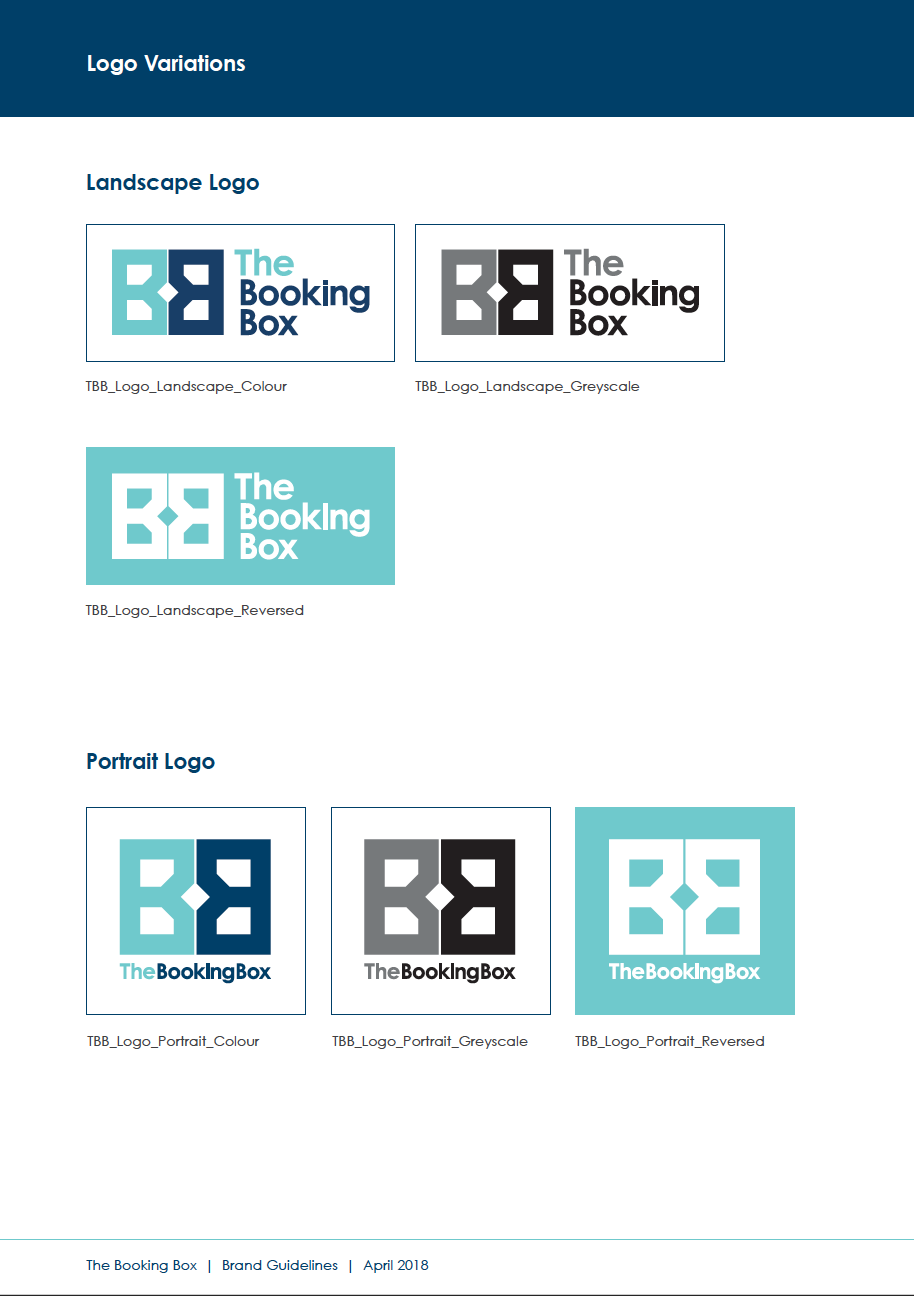 Logo Variations
Landscape Logo
The
Booking
Box
The
Booking
Box
TBB_Logo_Landscape_Colour
TBB_Logo_Landscape_Greyscale
The
Booking
Box
TBB_Logo_Landscape_Reversed
Portrait Logo
TheBookingBox
TheBookingBox
TheBookingBox
TBB_Logo_Portrait_Colour
TBB_Logo_Portrait_Greyscale
TBB_Logo_Portrait_Reversed
The Booking Box | Brand Guidelines | April 2018